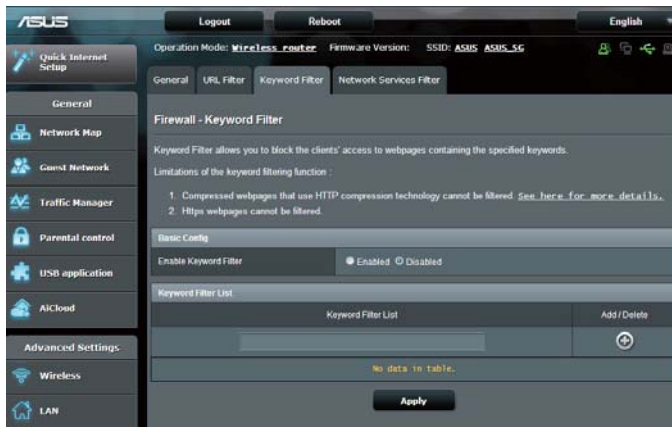 ASUS
Logout
Reboot
English
Operation Mode: Wireless router Firmware Version: SSID: ASUS ASUS_5G
Quick Internet Setup
General
Network Map
Guest Network
Traffic Manager
Parental control
USB application
AiCloud
Advanced Settings
Wireless
LAN
General
URL Filter
Keyword Filter
Network Services Filter
Firewall - Keyword Filter
Keyword Filter allows you to block the clients' access to webpages containing the specified keywords.
Limitations of the keyword filtering function :
1. Compressed webpages that use HTTP compression technology cannot be filtered. See here for more details.
2. Https webpages cannot be filtered.
Basic Config
Enable Keyword Filter
Enabled Disabled
Keyword Filter List
Keyword Filter List
Add / Delete
No data in table.
Apply